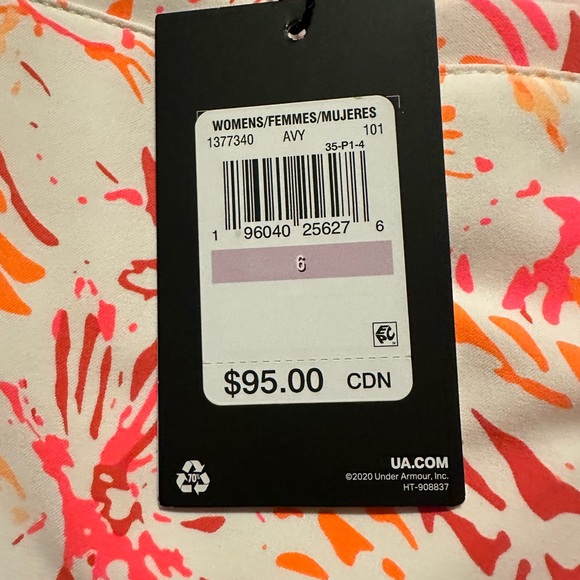 WOMENS/FEMMES/MUJERES
1377340 AVY 101
35-P1-4
1 96040 25627 6
6
EPC
$95.00 CDN
70%
UA.COM
©2020 Under Armour, Inc.
HT-908837